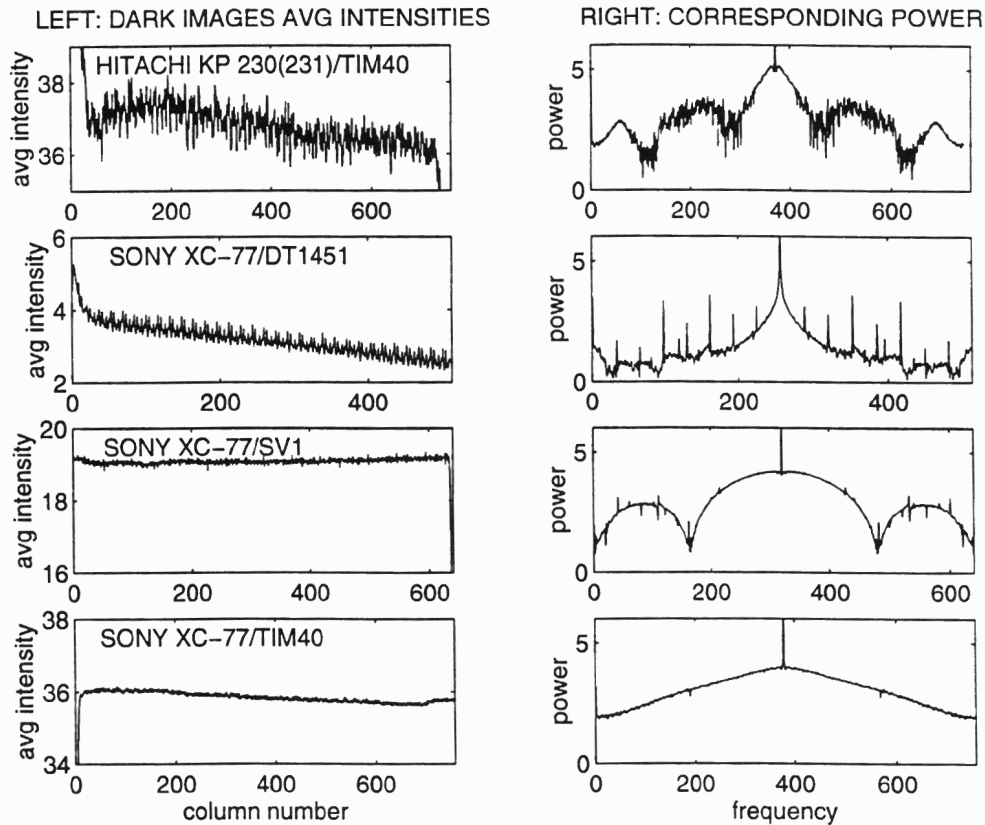 LEFT: DARK IMAGES AVG INTENSITIES
RIGHT: CORRESPONDING POWER
avg intensity
38
36
HITACHI KP 230(231)/TIM40
0 200 400 600
power
5
0
0 200 400 600
avg intensity
6
4
2
SONY XC-77/DT1451
0 200 400
power
5
0
0 200 400
avg intensity
20
18
16
SONY XC-77/SV1
0 200 400 600
power
5
0
0 200 400 600
avg intensity
38
36
34
SONY XC-77/TIM40
0 200 400 600
column number
power
5
0
0 200 400 600
frequency